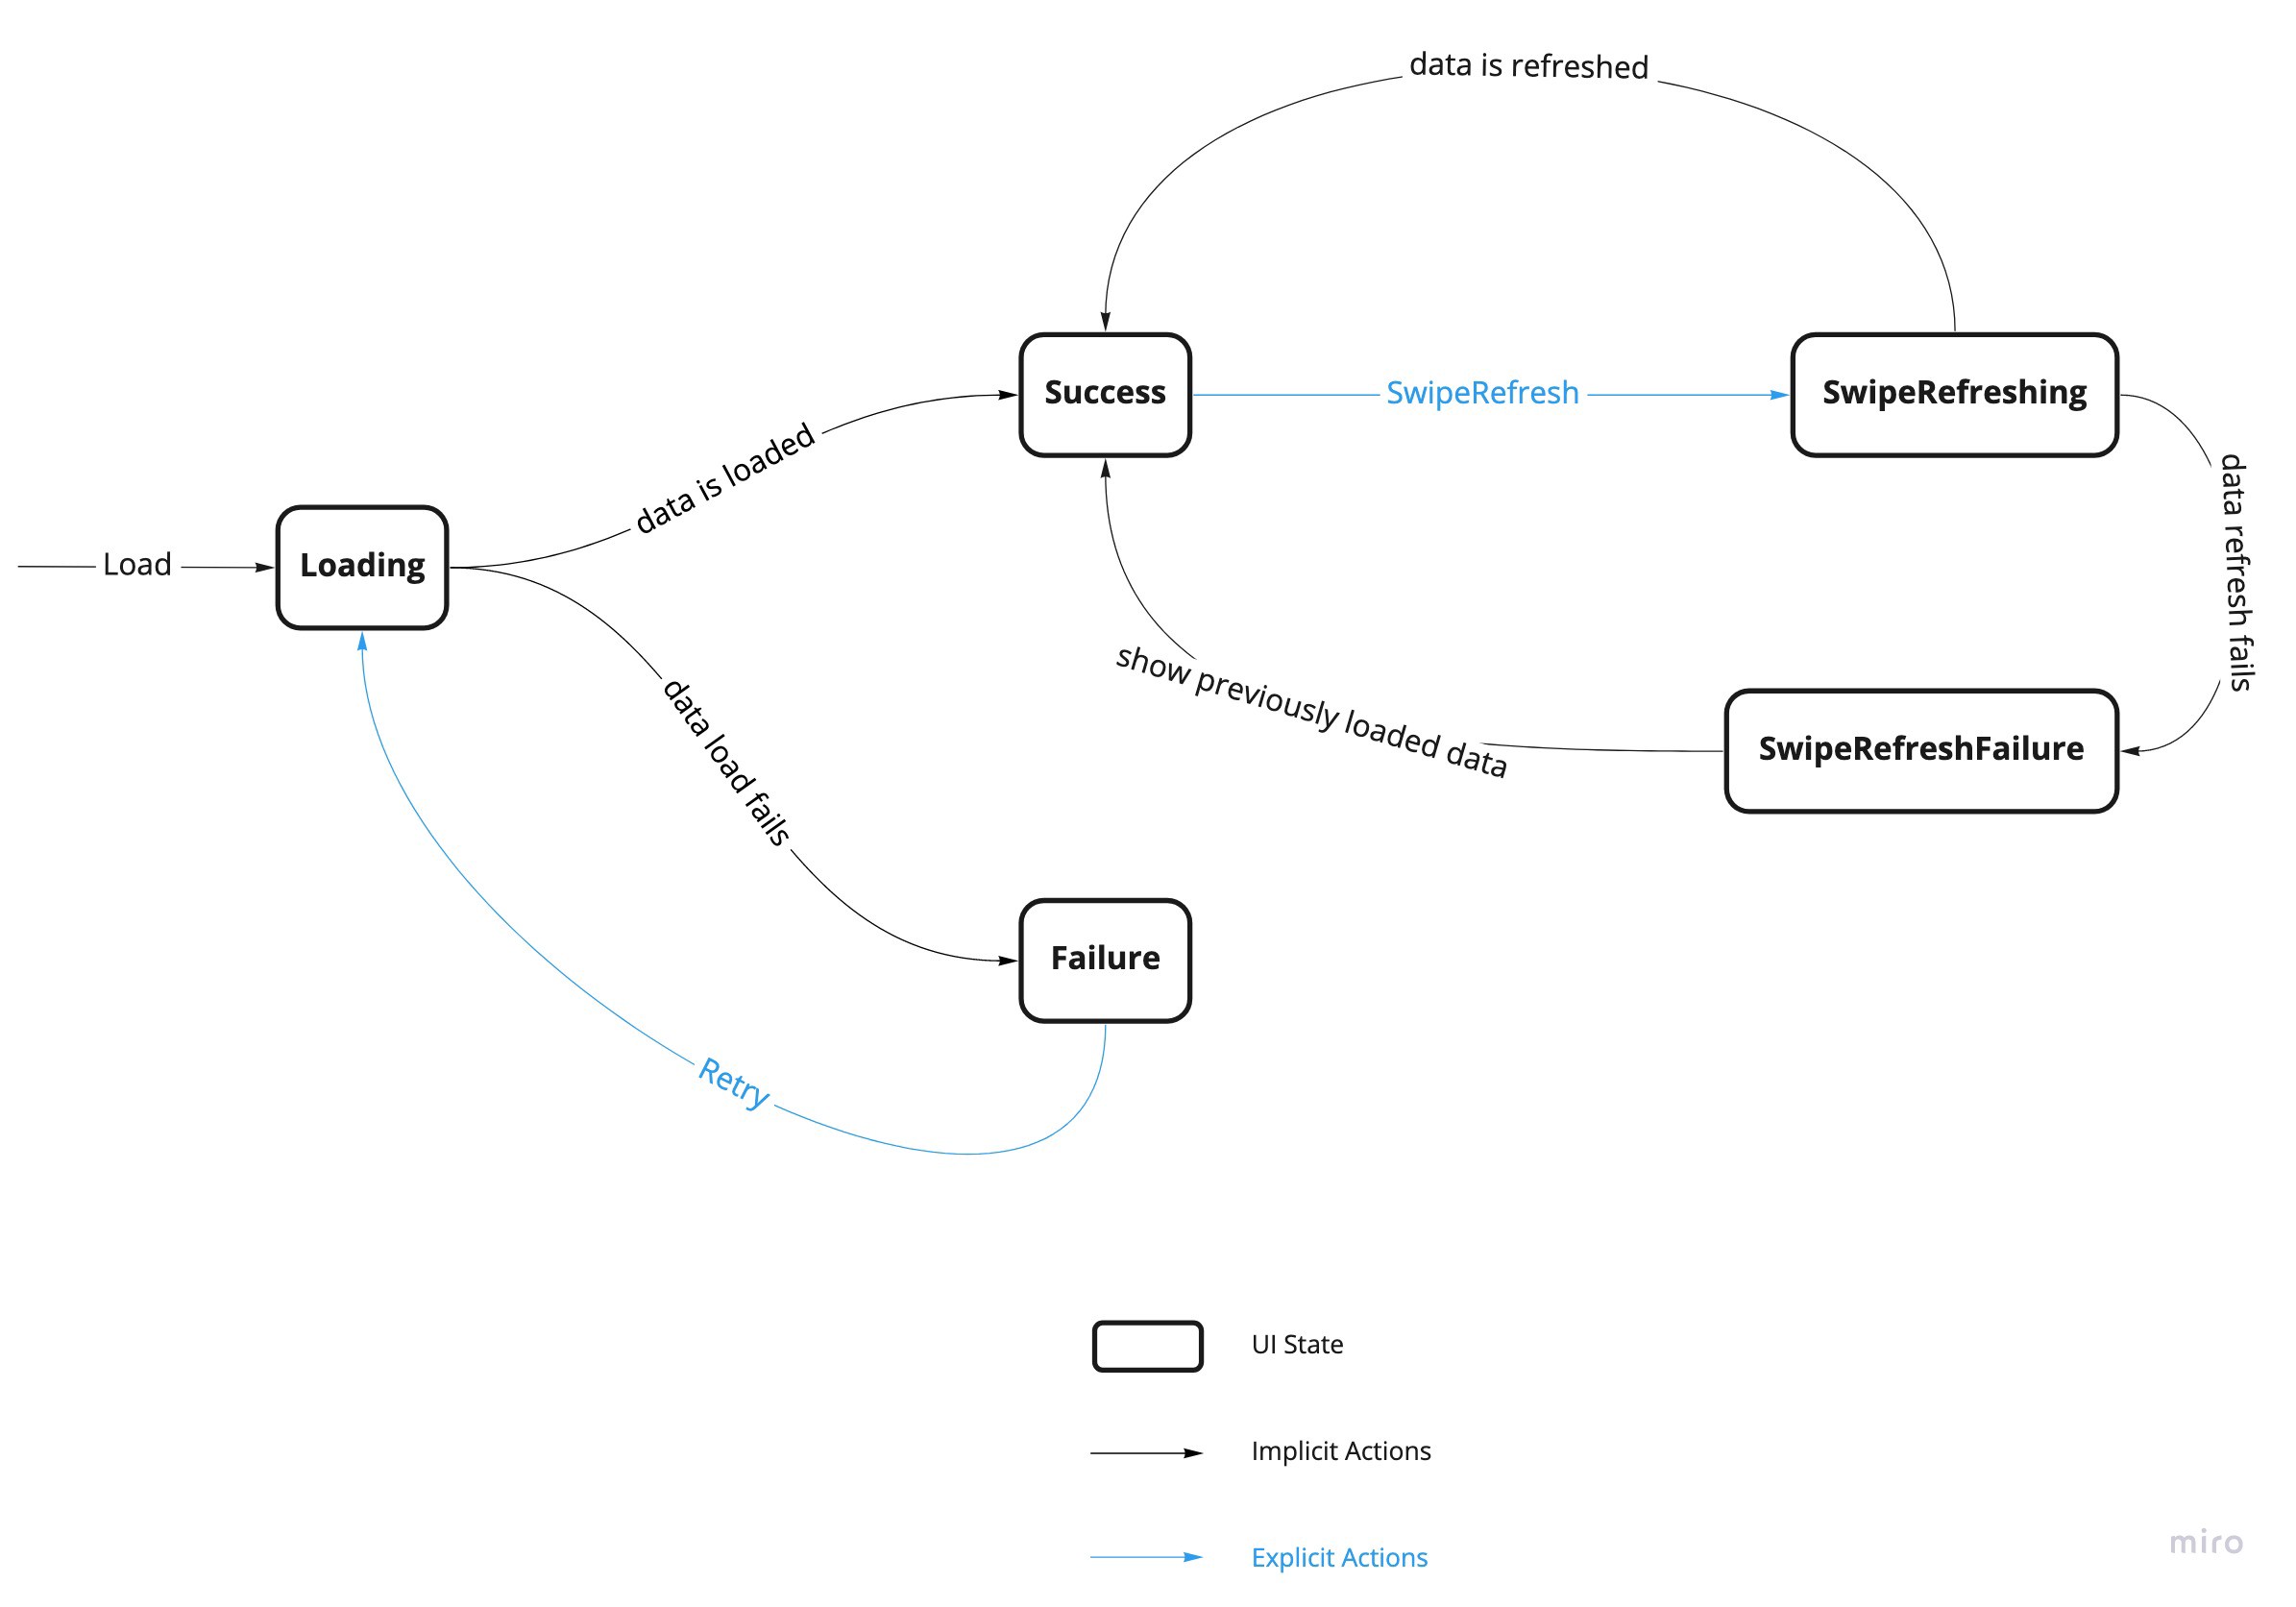 data is refreshed
Success
SwipeRefresh
SwipeRefreshing
data is loaded
Load
Loading
data refresh fails
show previously loaded data
SwipeRefreshFailure
data load fails
Failure
Retry
UI State
Implicit Actions
Explicit Actions
miro